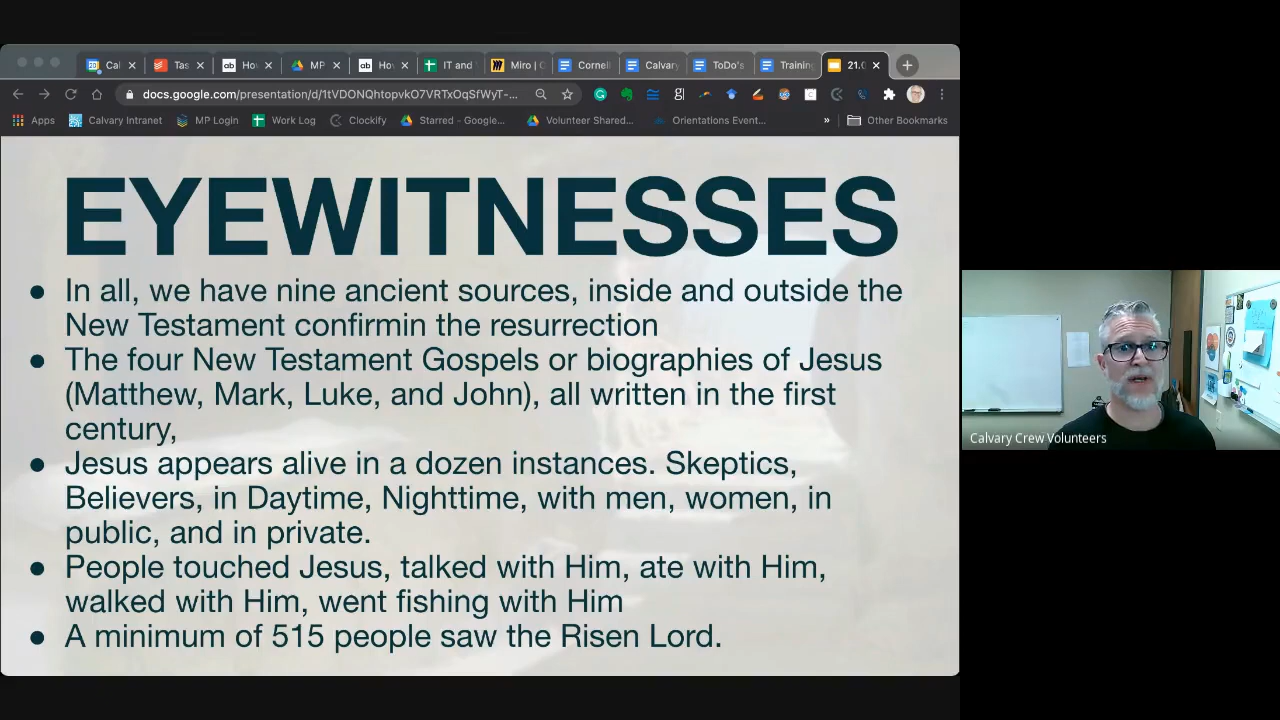 Cal
Tas
Hov
MP
Hov
IT and
Miro | C
Cornell
Calvary
ToDo's
Training
21.0
docs.google.com/presentation/d/1tVDONQhtopvkO7VRTxOqSfWyT-...
Apps
Calvary Intranet
MP Login
Work Log
Clockify
Starred - Google...
Volunteer Shared...
Orientations Event...
»
Other Bookmarks
EYEWITNESSES
● In all, we have nine ancient sources, inside and outside the
New Testament confirmin the resurrection
● The four New Testament Gospels or biographies of Jesus
(Matthew, Mark, Luke, and John), all written in the first
century,
● Jesus appears alive in a dozen instances. Skeptics,
Believers, in Daytime, Nighttime, with men, women, in
public, and in private.
● People touched Jesus, talked with Him, ate with Him,
walked with Him, went fishing with Him
● A minimum of 515 people saw the Risen Lord.
Calvary Crew Volunteers